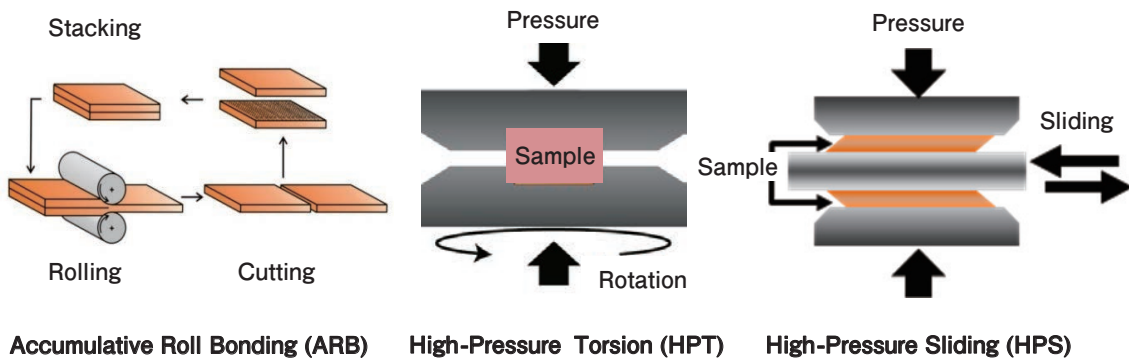 Stacking
Rolling
Cutting
Accumulative Roll Bonding (ARB)
Pressure
Sample
Rotation
High-Pressure Torsion (HPT)
Pressure
Sliding
Sample
High-Pressure Sliding (HPS)